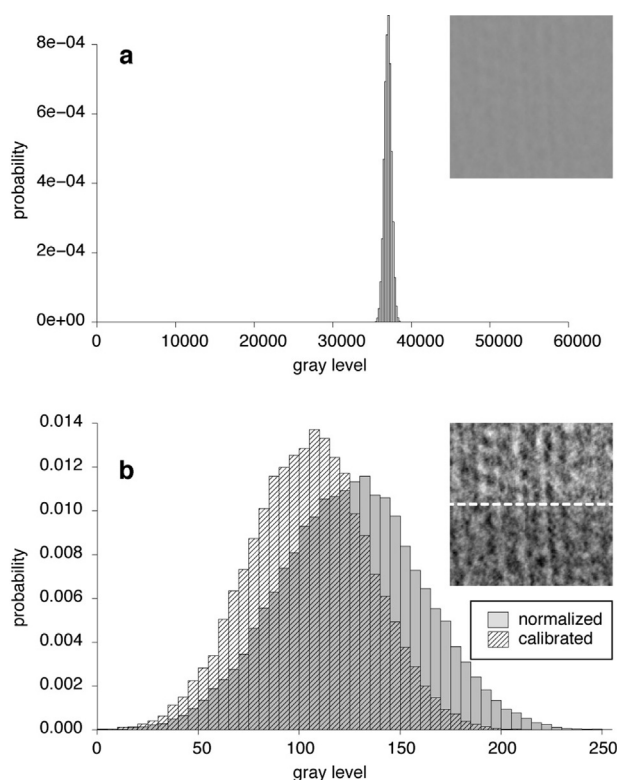 a
8e−04
6e−04
4e−04
2e−04
0e+00
probability
0 10000 20000 30000 40000 50000 60000
gray level
b
0.014
0.012
0.010
0.008
0.006
0.004
0.002
0.000
probability
normalized
calibrated
0 50 100 150 200 250
gray level